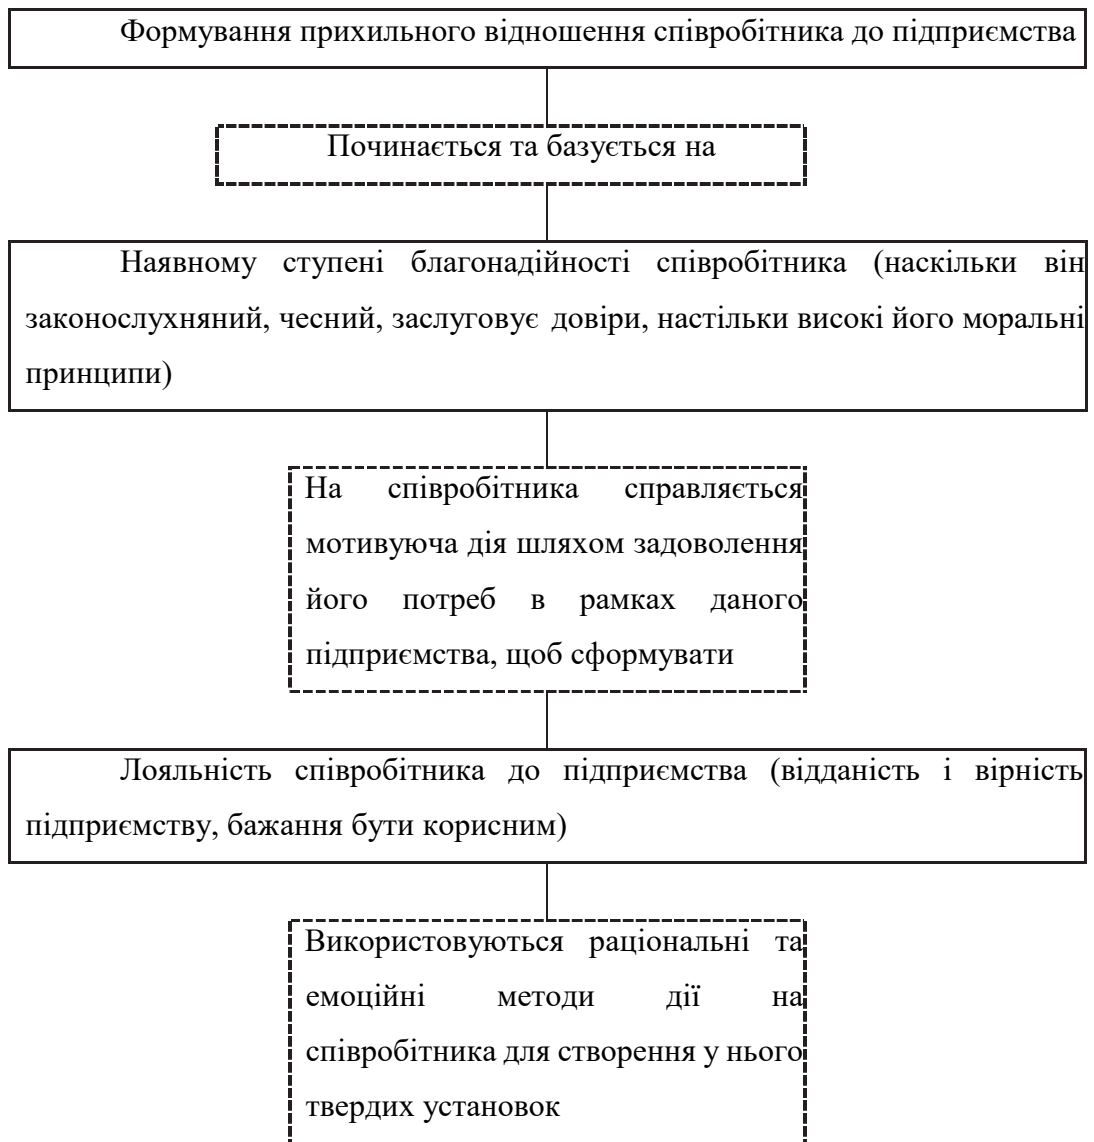 Формування прихильного відношення співробітника до підприємства
Починається та базується на
Наявному ступені благонадійності співробітника (наскільки він
законослухняний, чесний, заслуговує довіри, настільки високі його моральні
принципи)
На співробітника справляється
мотивуюча дія шляхом задоволення
його потреб в рамках даного
підприємства, щоб сформувати
Лояльність співробітника до підприємства (відданість і вірність
підприємству, бажання бути корисним)
Використовуються раціональні та
емоційні методи дії на
співробітника для створення у нього
твердих установок